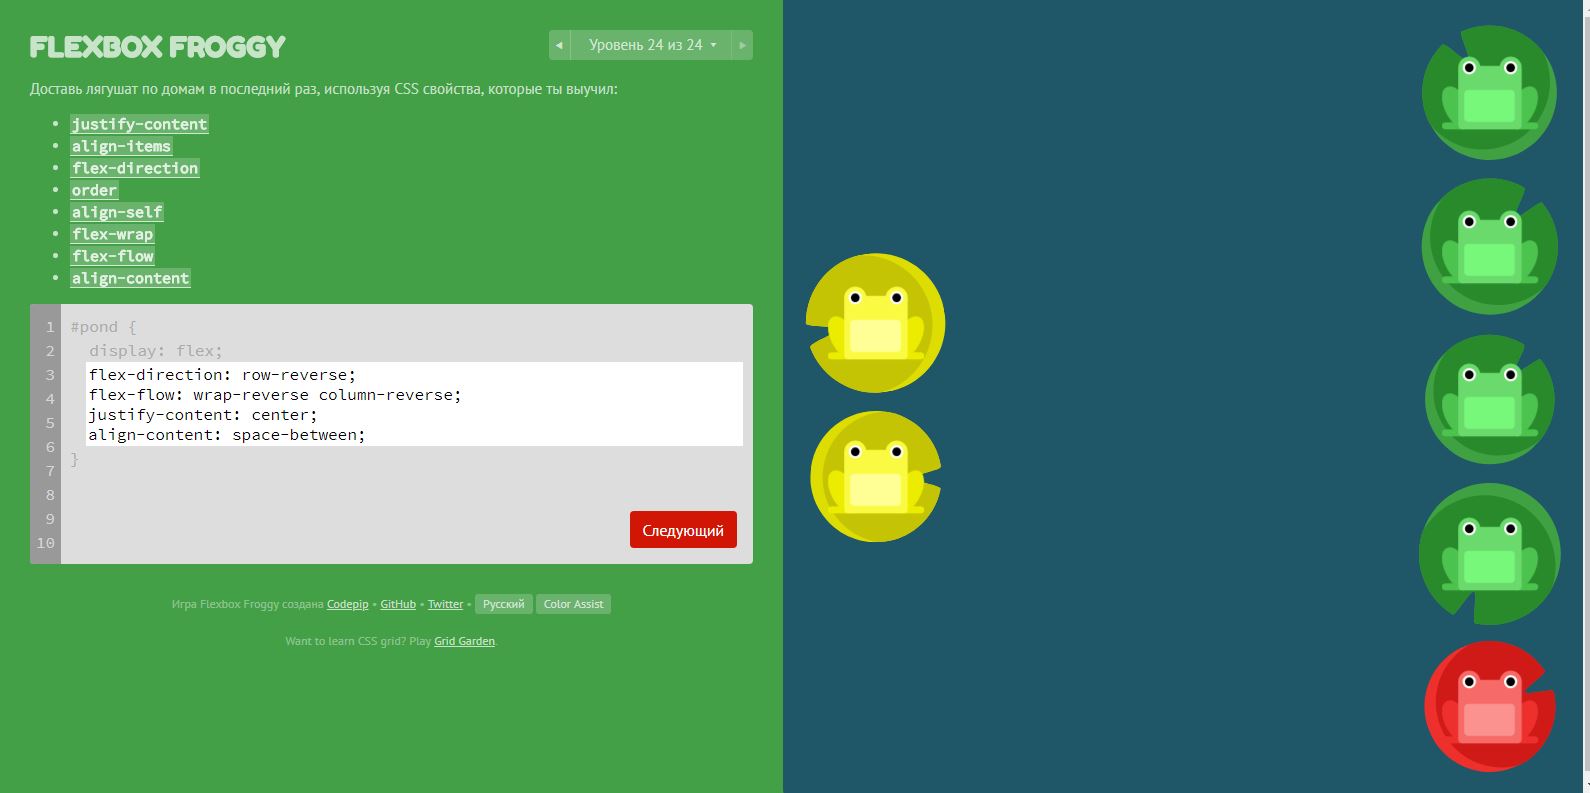 FLEXBOX FROGGY
◄ Уровень 24 из 24 ▼ ►
Доставь лягушат по домам в последний раз, используя CSS свойства, которые ты выучил:
• justify-content
• align-items
• flex-direction
• order
• align-self
• flex-wrap
• flex-flow
• align-content
1 #pond {
2 display: flex;
3 flex-direction: row-reverse;
4 flex-flow: wrap-reverse column-reverse;
5 justify-content: center;
6 align-content: space-between;
7 }
8
9
10
Следующий
Игра Flexbox Froggy создана Codepip • GitHub • Twitter • Русский Color Assist
Want to learn CSS grid? Play Grid Garden.